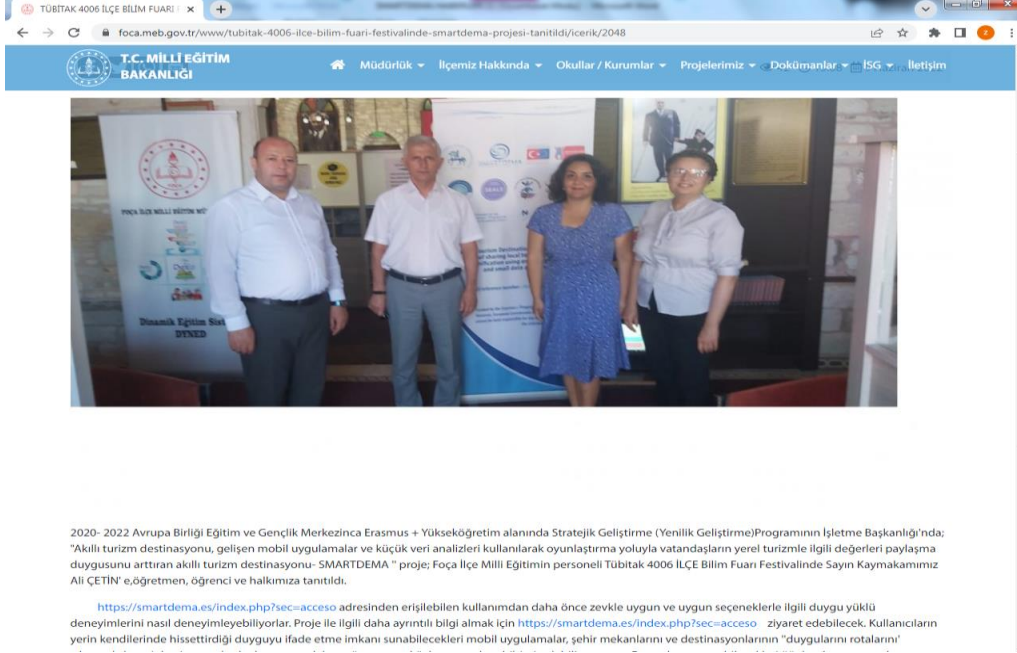 TÜBİTAK 4006 İLÇE BİLİM FUARI
foca.meb.gov.tr/www/tubitak-4006-ilce-bilim-fuari-festivalinde-smartdema-projesi-tanitildi/icerik/2048
T.C. MİLLÎ EĞİTİM
BAKANLIĞI
Müdürlük
İlçemiz Hakkında
Okullar / Kurumlar
Projelerimiz
Dokümanlar
İSG
İletişim
FOÇA İLÇE MİLLİ EĞİTİM
Dinamik Eğitim
DYNED
and small data
2020- 2022 Avrupa Birliği Eğitim ve Gençlik Merkezinca Erasmus + Yükseköğretim alanında Stratejik Geliştirme (Yenilik Geliştirme)Programının İşletme Başkanlığı'nda;
"Akıllı turizm destinasyonu, gelişen mobil uygulamalar ve küçük veri analizleri kullanılarak oyunlaştırma yoluyla vatandaşların yerel turizmle ilgili değerleri paylaşma
duygusunu arttıran akıllı turizm destinasyonu- SMARTDEMA " proje; Foça İlçe Milli Eğitimin personeli Tübitak 4006 İLÇE Bilim Fuarı Festivalinde Sayın Kaymakamımız
Ali ÇETİN' e,öğretmen, öğrenci ve halkımıza tanıtıldı.
https://smartdema.es/index.php?sec=acceso adresinden erişilebilen kullanımdan daha önce zevkle uygun ve uygun seçeneklerle ilgili duygu yüklü
deneyimlerini nasıl deneyimleyebiliyorlar. Proje ile ilgili daha ayrıntılı bilgi almak için https://smartdema.es/index.php?sec=acceso ziyaret edebilecek. Kullanıcıların
yerin kendilerinde hissettirdiği duyguyu ifade etme imkanı sunabilecekleri mobil uygulamalar, şehir mekanlarını ve destinasyonlarının "duygularını rotalarını'